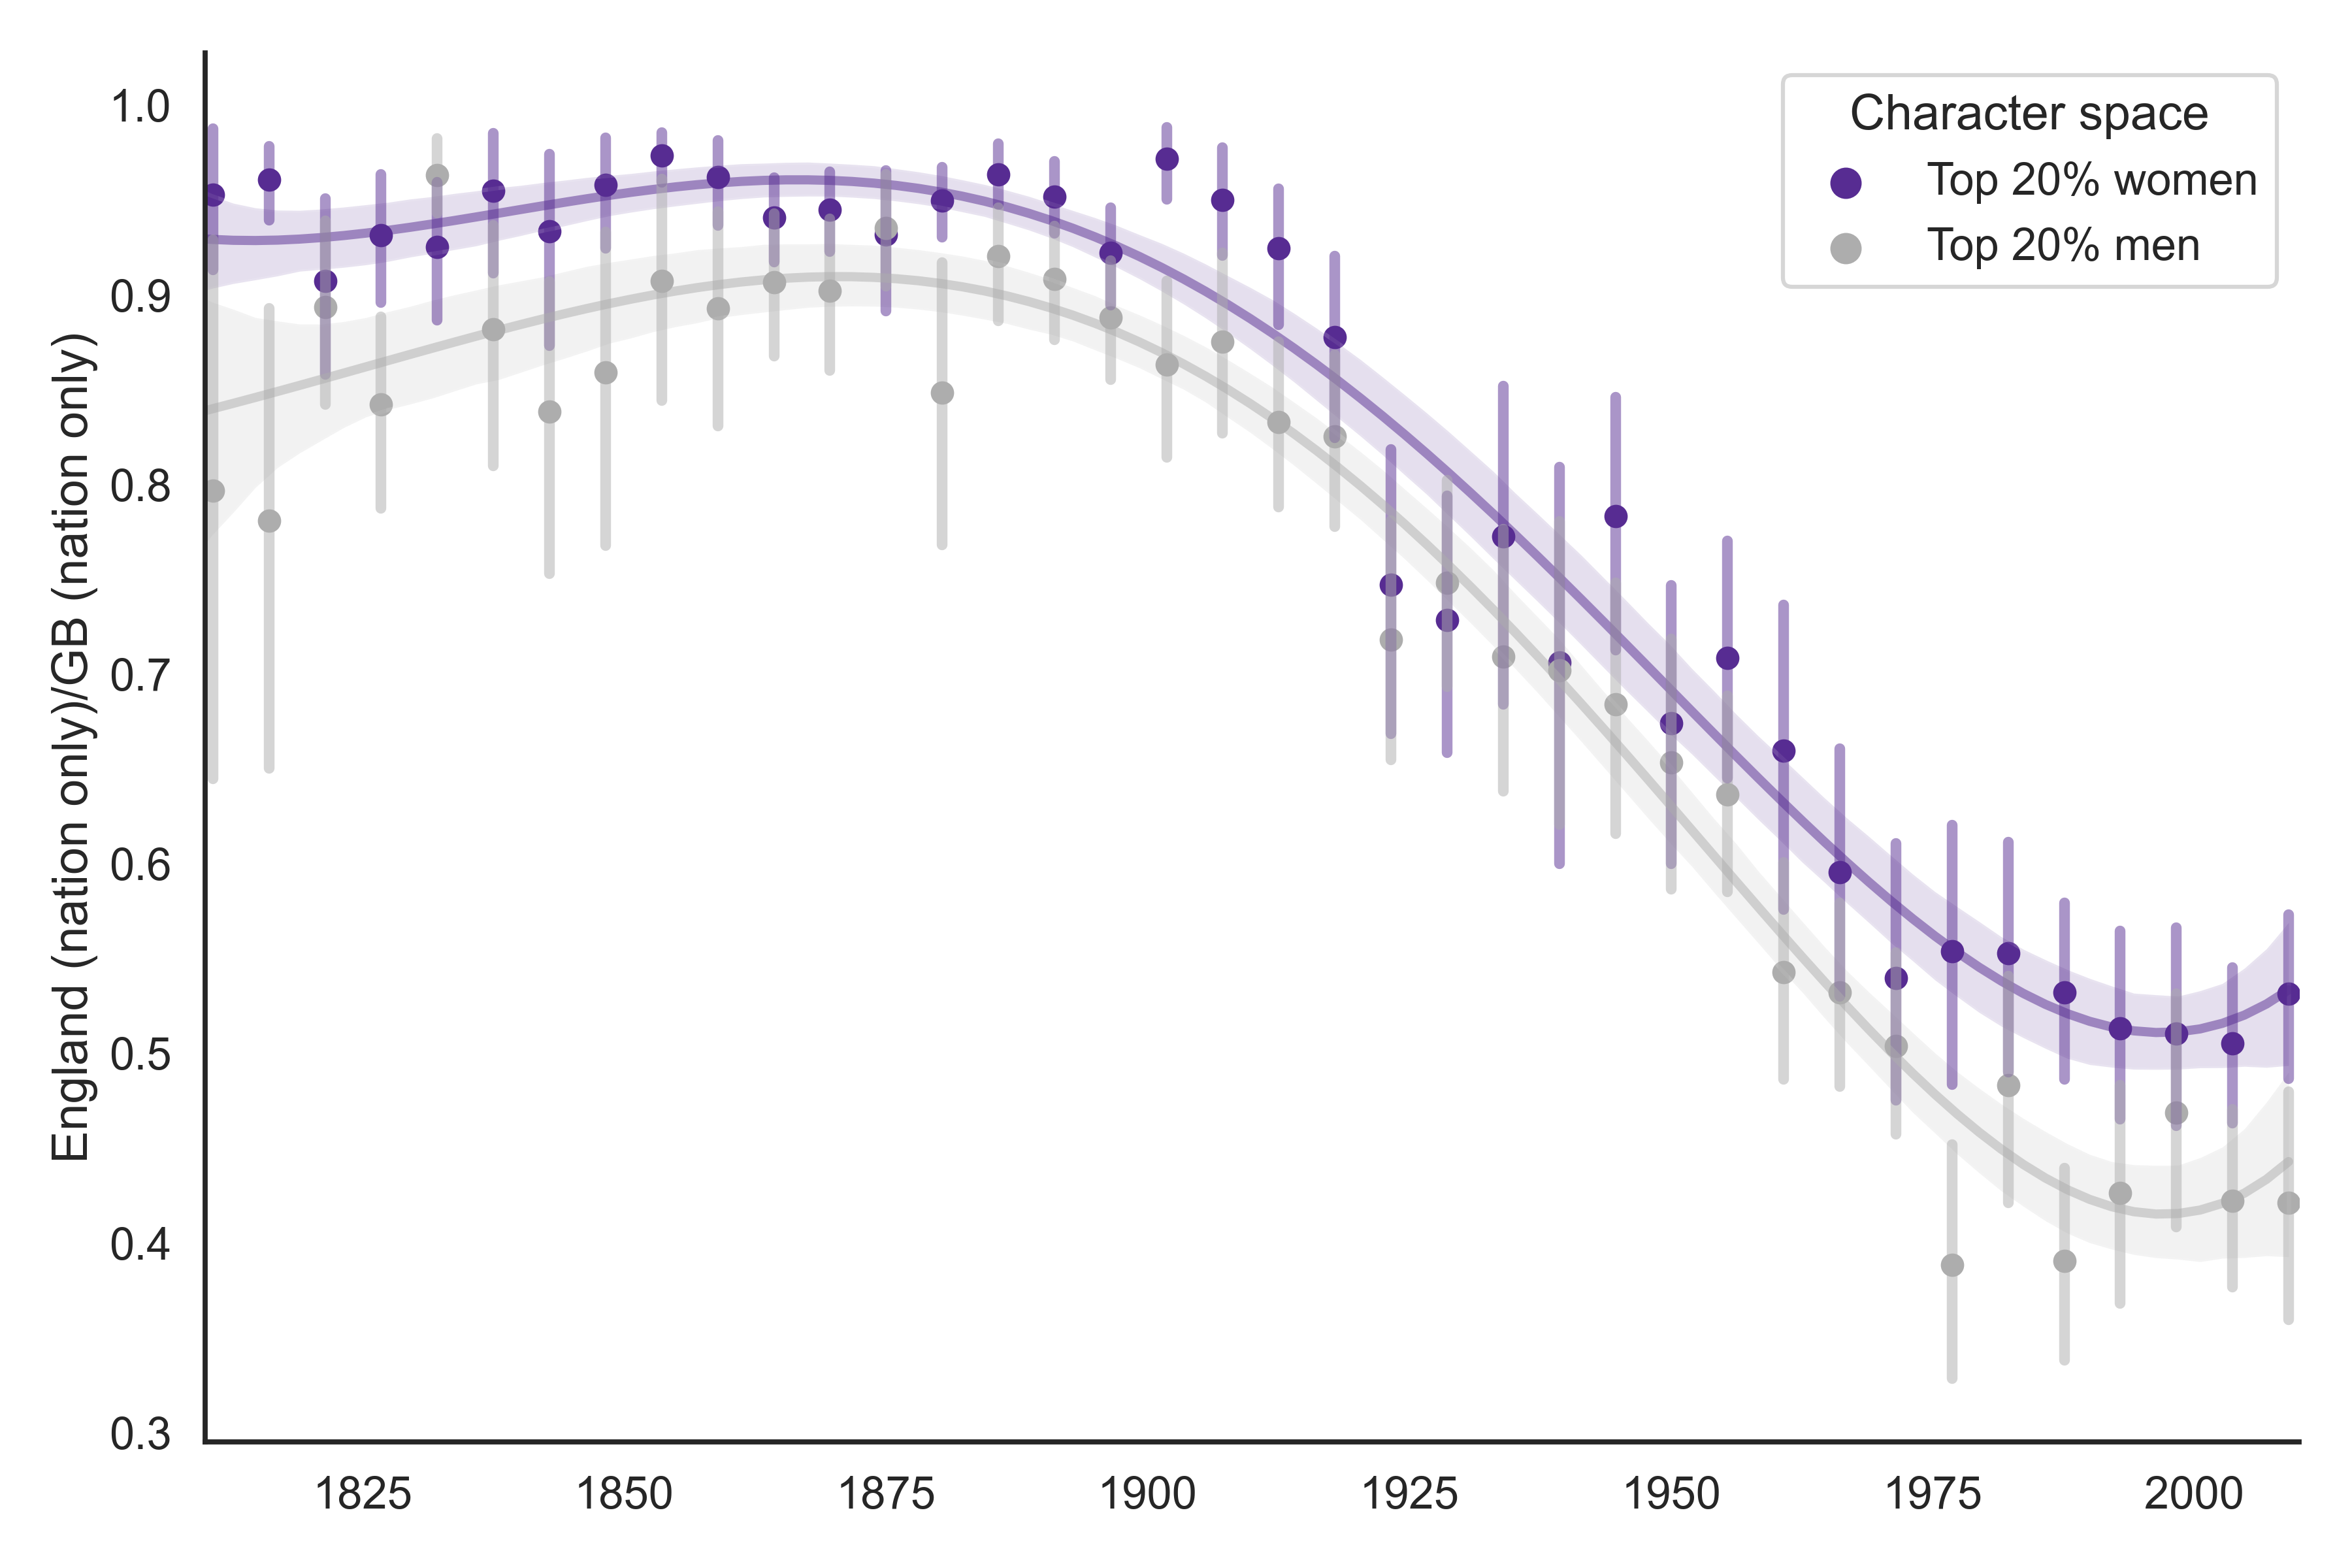 England (nation only)/GB (nation only)
1.0
0.9
0.8
0.7
0.6
0.5
0.4
0.3
Character space
Top 20% women
Top 20% men
1825 1850 1875 1900 1925 1950 1975 2000